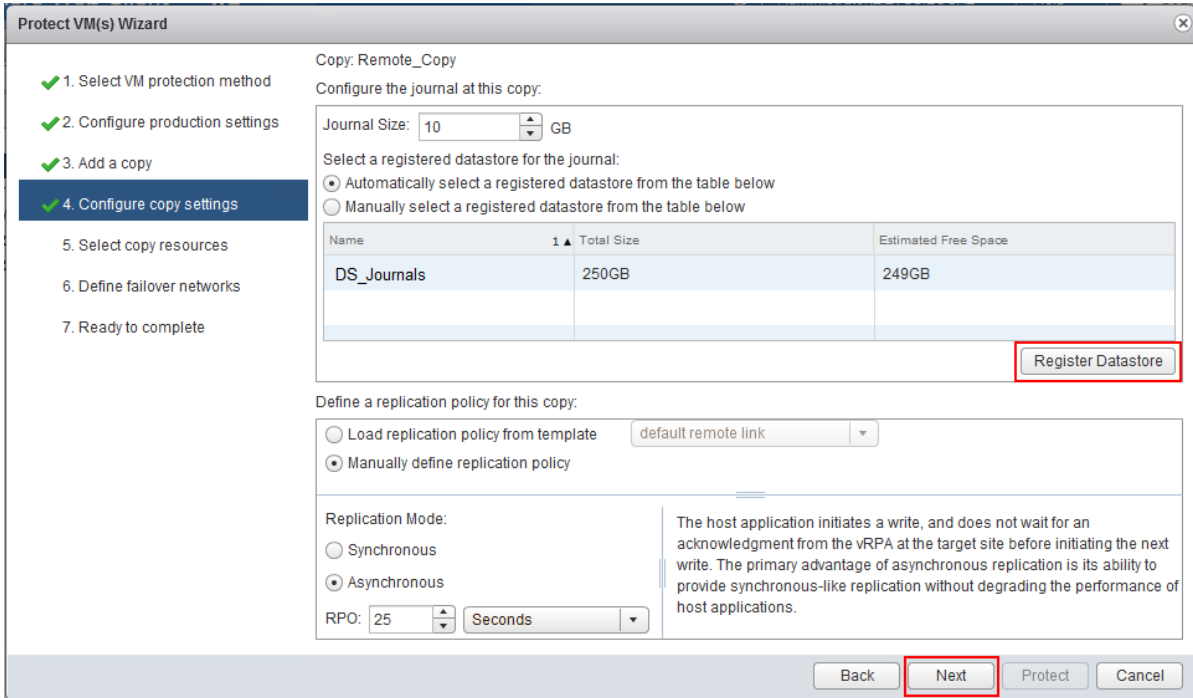 Protect VM(s) Wizard
1. Select VM protection method
2. Configure production settings
3. Add a copy
4. Configure copy settings
5. Select copy resources
6. Define failover networks
7. Ready to complete
Copy: Remote_Copy
Configure the journal at this copy:
Journal Size: 10 GB
Select a registered datastore for the journal:
Automatically select a registered datastore from the table below
Manually select a registered datastore from the table below
Name 1 ▲ Total Size Estimated Free Space
DS_Journals 250GB 249GB
Register Datastore
Define a replication policy for this copy:
Load replication policy from template default remote link
Manually define replication policy
Replication Mode:
Synchronous
Asynchronous
RPO: 25 Seconds
The host application initiates a write, and does not wait for an
acknowledgment from the vRPA at the target site before initiating the next
write. The primary advantage of asynchronous replication is its ability to
provide synchronous-like replication without degrading the performance of
host applications.
Back Next Protect Cancel